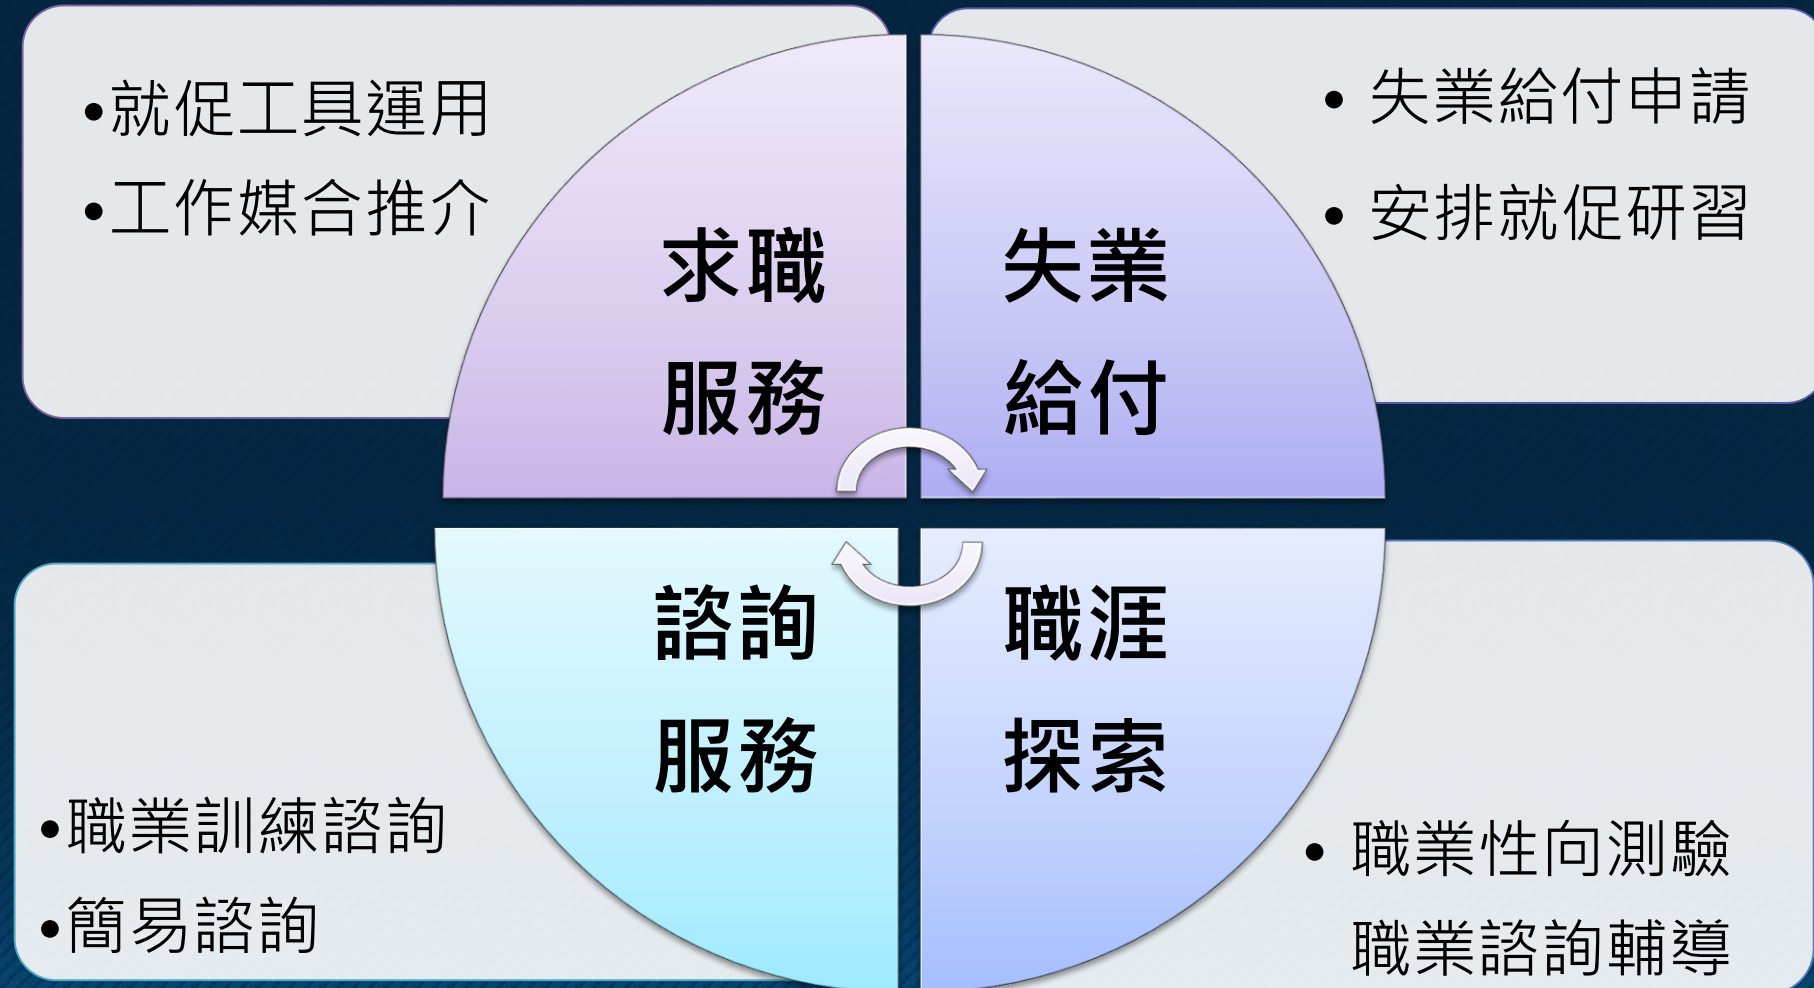 •就促工具運用
•工作媒合推介
求職
服務
失業
給付
• 失業給付申請
• 安排就促研習
諮詢
服務
職涯
探索
•職業訓練諮詢
•簡易諮詢
• 職業性向測驗
職業諮詢輔導